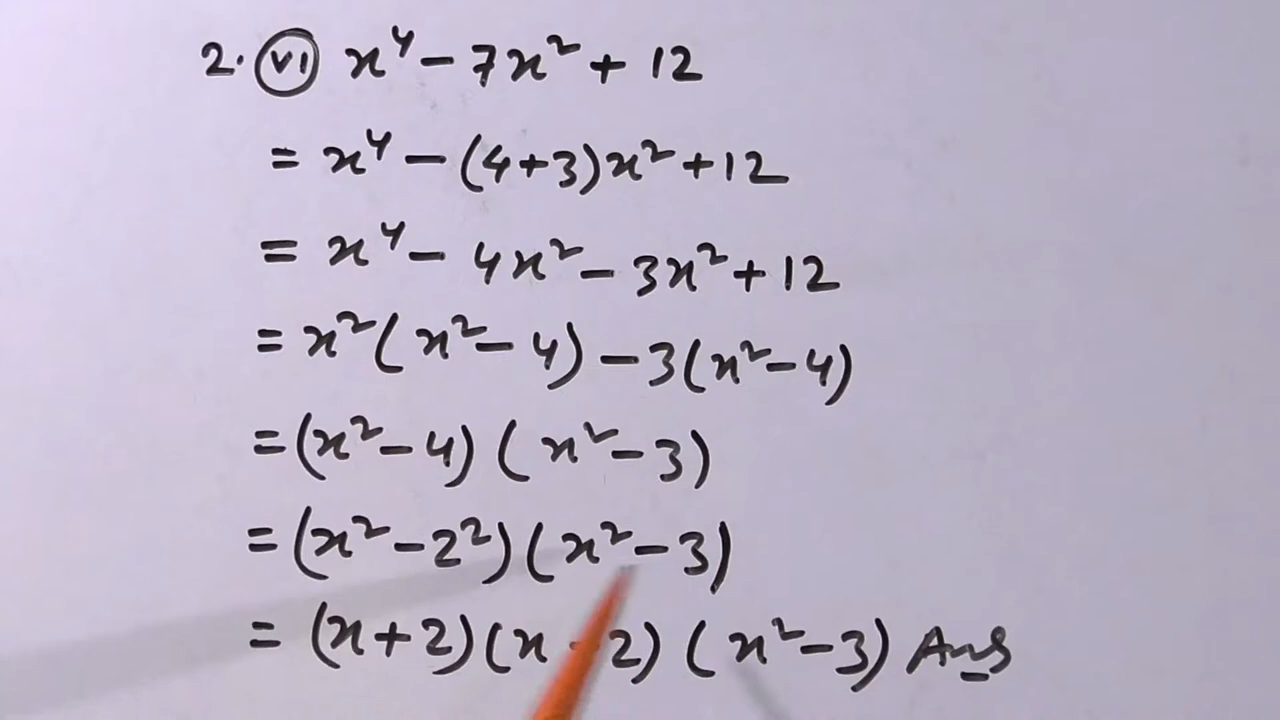 2. (vi) x⁴ - 7x² + 12
= x⁴ - (4+3)x² + 12
= x⁴ - 4x² - 3x² + 12
= x²(x² - 4) - 3(x² - 4)
= (x² - 4) (x² - 3)
= (x² - 2²) (x² - 3)
= (x+2) (x - 2) (x² - 3) Ans